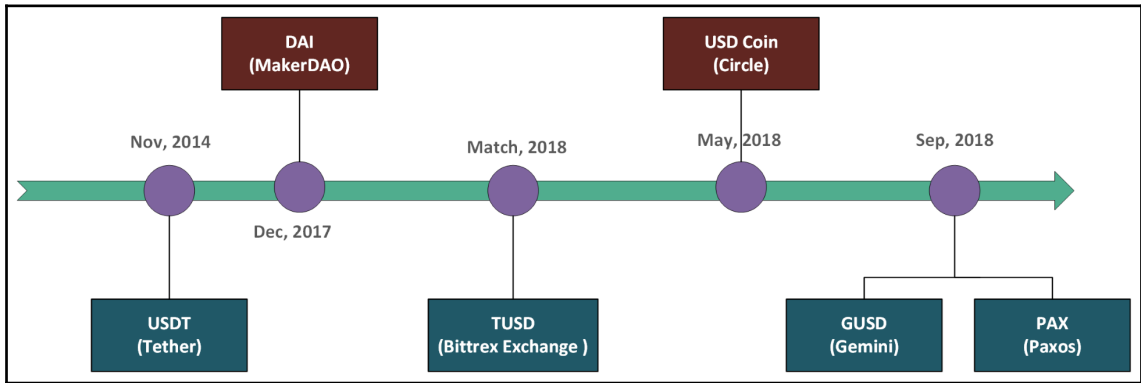 DAI
(MakerDAO)
USD Coin
(Circle)
Nov, 2014
Match, 2018
May, 2018
Sep, 2018
Dec, 2017
USDT
(Tether)
TUSD
(Bittrex Exchange )
GUSD
(Gemini)
PAX
(Paxos)